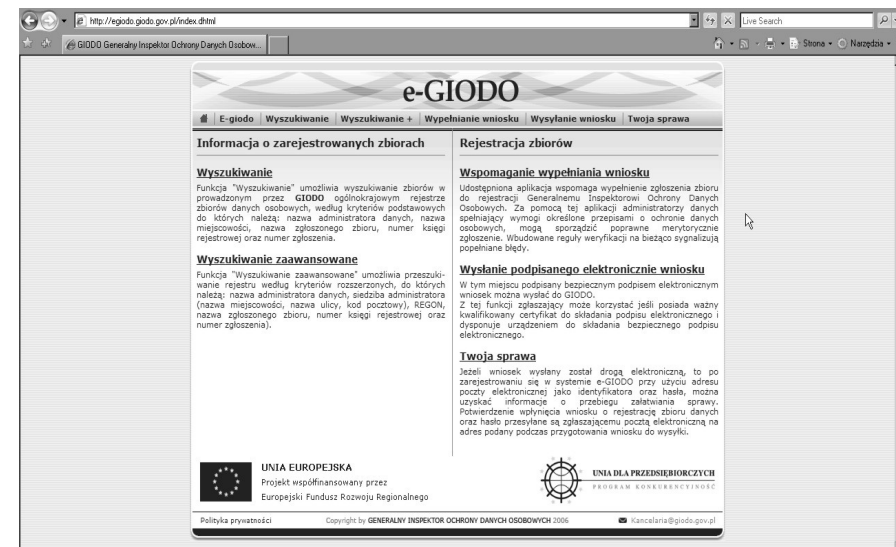 http://egiodo.giodo.gov.pl/index.dhtml
Live Search
GIODO Generalny Inspektor Ochrony Danych Osobow...
Strona
Narzędzia
e-GIODO
E-giodo | Wyszukiwanie | Wyszukiwanie + | Wypełnianie wniosku | Wysyłanie wniosku | Twoja sprawa
Informacja o zarejestrowanych zbiorach
Wyszukiwanie
Funkcja "Wyszukiwanie" umożliwia wyszukiwanie zbiorów w
prowadzonym przez GIODO ogólnokrajowym rejestrze
zbiorów danych osobowych, według kryteriów podstawowych
do których należą: nazwa administratora danych, nazwa
miejscowości, nazwa zgłoszonego zbioru, numer księgi
rejestrowej oraz numer zgłoszenia.
Wyszukiwanie zaawansowane
Funkcja "Wyszukiwanie zaawansowane" umożliwia przeszuki-
wanie rejestru według kryteriów rozszerzonych, do których
należą: nazwa administratora danych, siedziba administratora
(nazwa miejscowości, nazwa ulicy, kod pocztowy), REGON,
nazwa zgłoszonego zbioru, numer księgi rejestrowej oraz
numer zgłoszenia).
Rejestracja zbiorów
Wspomaganie wypełniania wniosku
Udostępniona aplikacja wspomaga wypełnienie zgłoszenia zbioru
do rejestracji Generalnemu Inspektorowi Ochrony Danych
Osobowych. Za pomocą tej aplikacji administratorzy danych
spełniający wymogi określone przepisami o ochronie danych
osobowych, mogą sporządzić poprawne merytorycznie
zgłoszenie. Wbudowane reguły weryfikacji na bieżąco sygnalizują
popełniane błędy.
Wysłanie podpisanego elektronicznie wniosku
W tym miejscu podpisany bezpiecznym podpisem elektronicznym
wniosek można wysłać do GIODO.
Z tej funkcji zgłaszający może korzystać jeśli posiada ważny
kwalifikowany certyfikat do składania podpisu elektronicznego i
dysponuje urządzeniem do składania bezpiecznego podpisu
elektronicznego.
Twoja sprawa
Jeżeli wniosek wysłany został drogą elektroniczną, to po
zarejestrowaniu się w systemie e-GIODO przy użyciu adresu
poczty elektronicznej jako identyfikatora oraz hasła, można
uzyskać informacje o przebiegu załatwiania sprawy.
Potwierdzenie wpłynięcia wniosku o rejestrację zbioru danych
oraz hasło przesyłane są zgłaszającemu pocztą elektroniczną na
adres podany podczas przygotowania wniosku do wysyłki.
UNIA EUROPEJSKA
Projekt współfinansowany przez
Europejski Fundusz Rozwoju Regionalnego
UNIA DLA PRZEDSIĘBIORCZYCH
PROGRAM KONKURENCYJNOŚĆ
Polityka prywatności
Copyright by GENERALNY INSPEKTOR OCHRONY DANYCH OSOBOWYCH 2006
Kancelaria@giodo.gov.pl